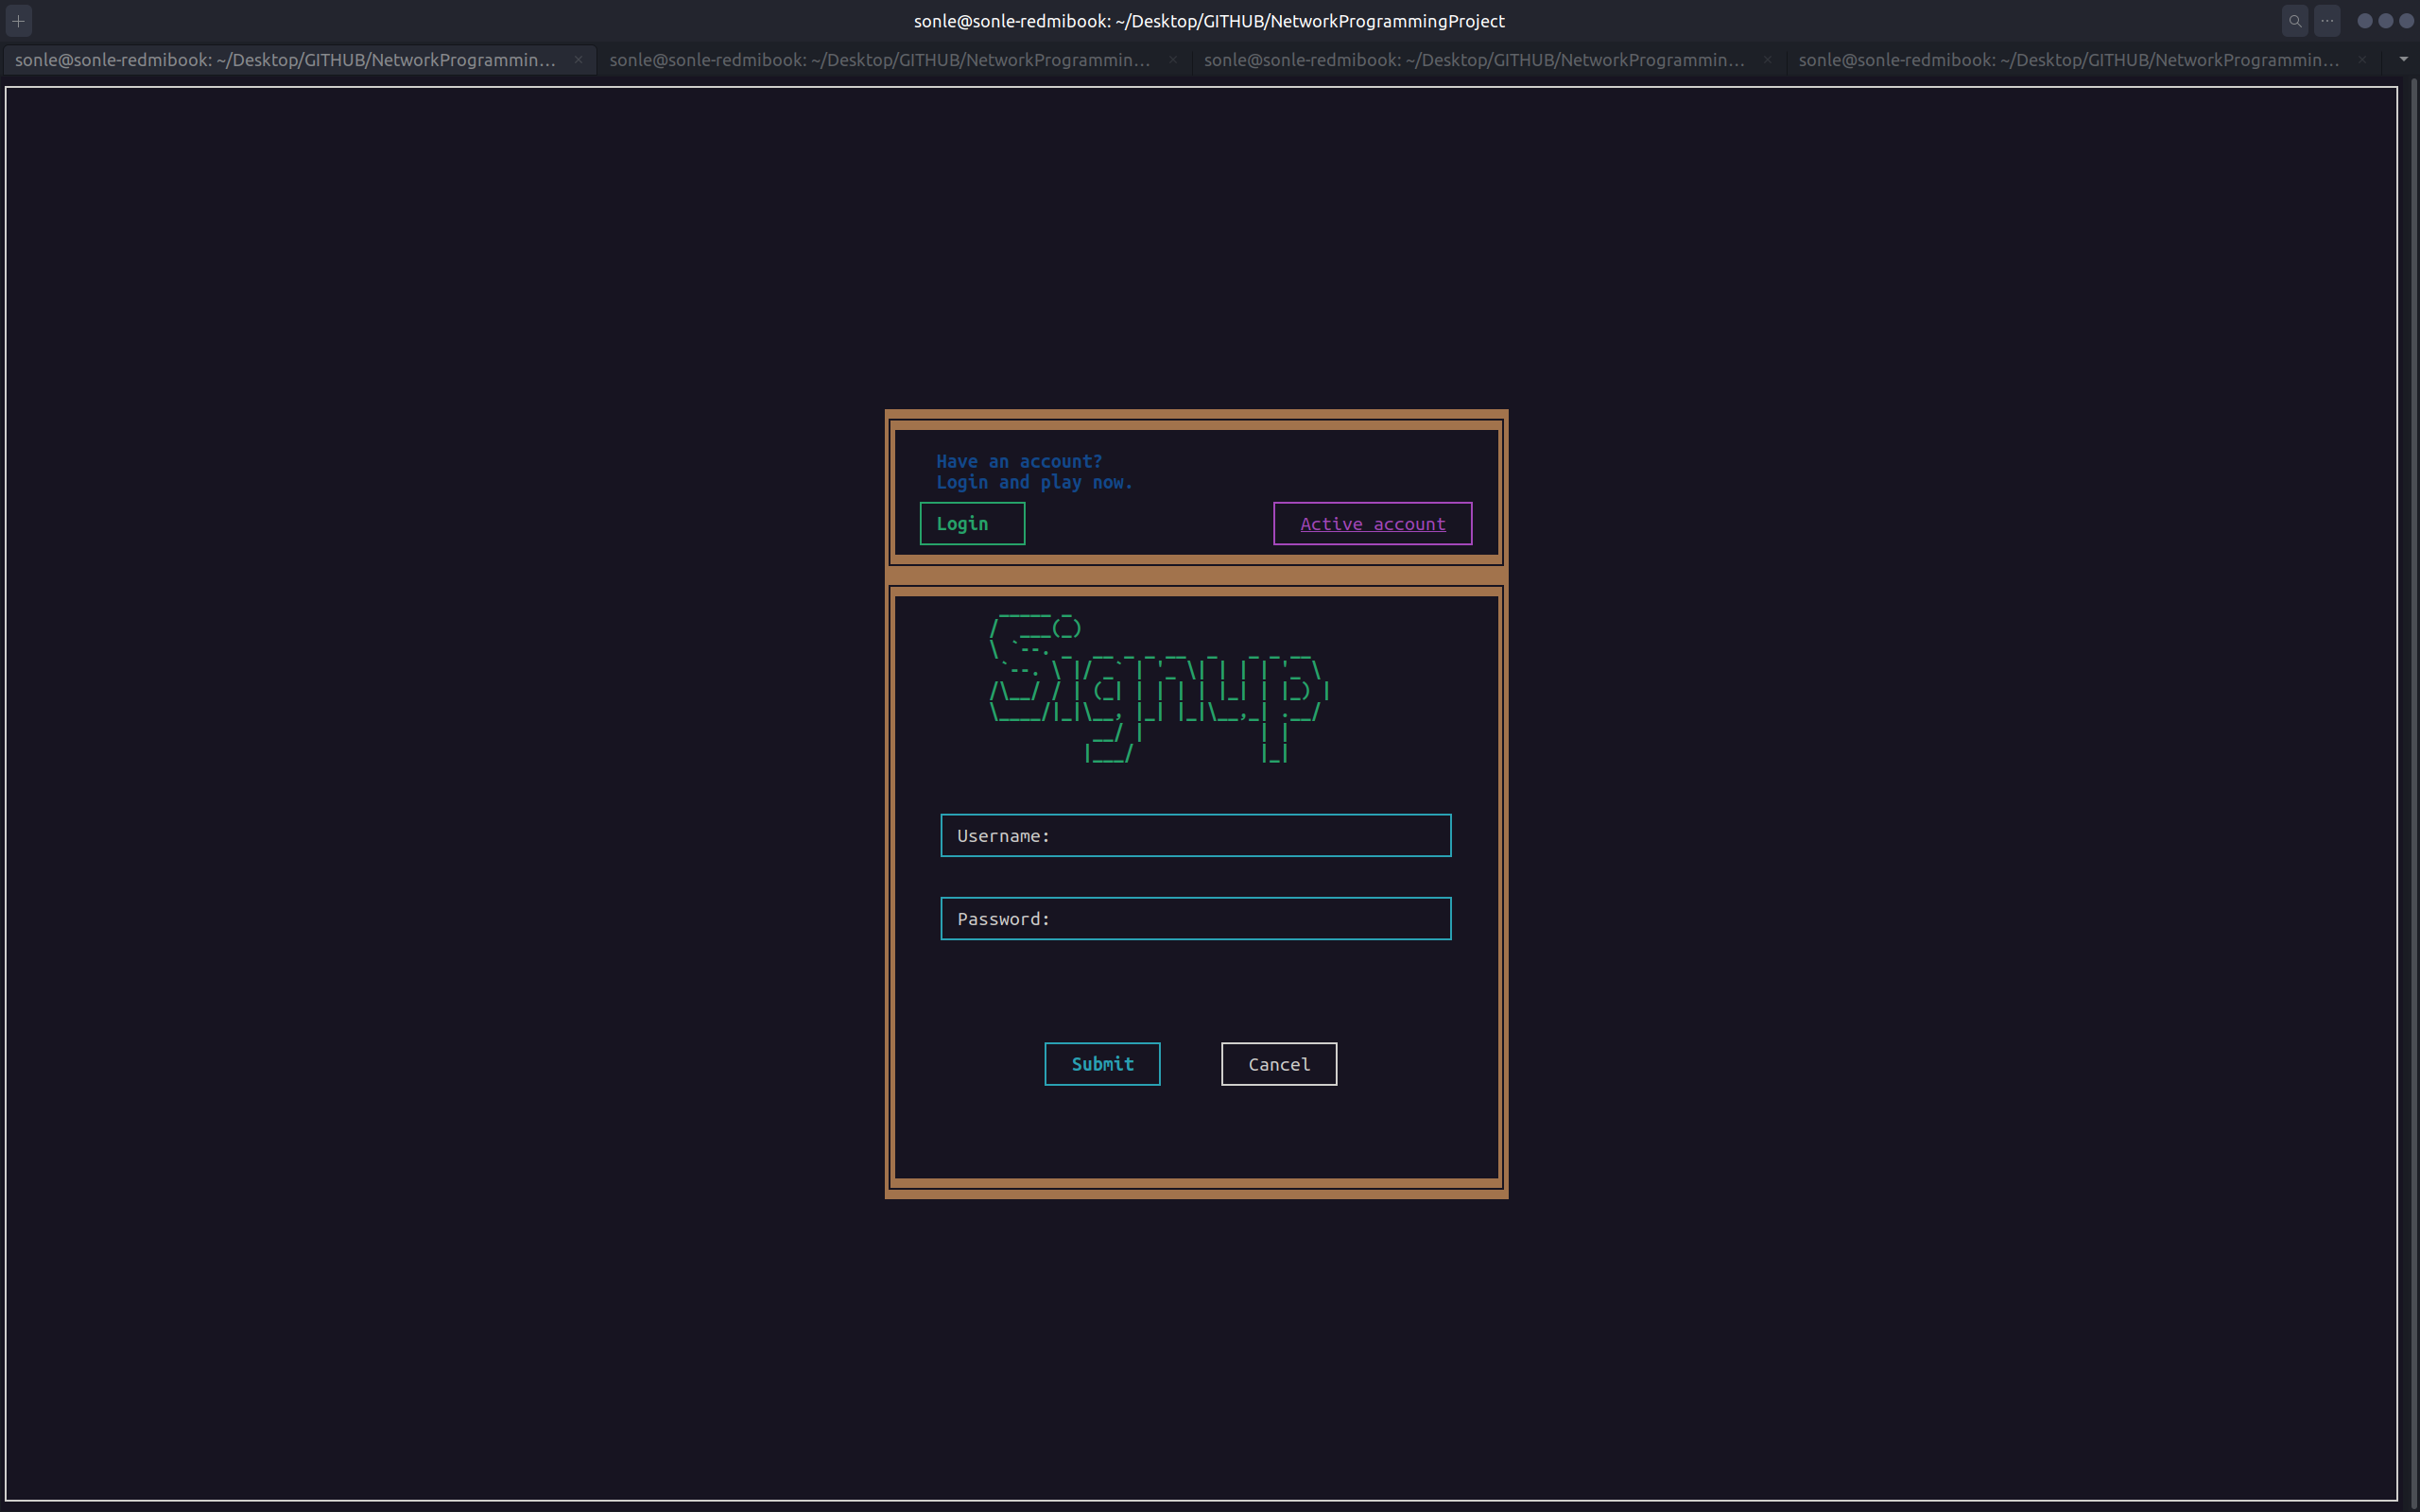 sonle@sonle-redmibook: ~/Desktop/GITHUB/NetworkProgrammingProject
sonle@sonle-redmibook: ~/Desktop/GITHUB/NetworkProgrammin...
sonle@sonle-redmibook: ~/Desktop/GITHUB/NetworkProgrammin...
sonle@sonle-redmibook: ~/Desktop/GITHUB/NetworkProgrammin...
sonle@sonle-redmibook: ~/Desktop/GITHUB/NetworkProgrammin...
Have an account?
Login and play now.
Login
Active account
Signup
Username:
Password:
Submit
Cancel